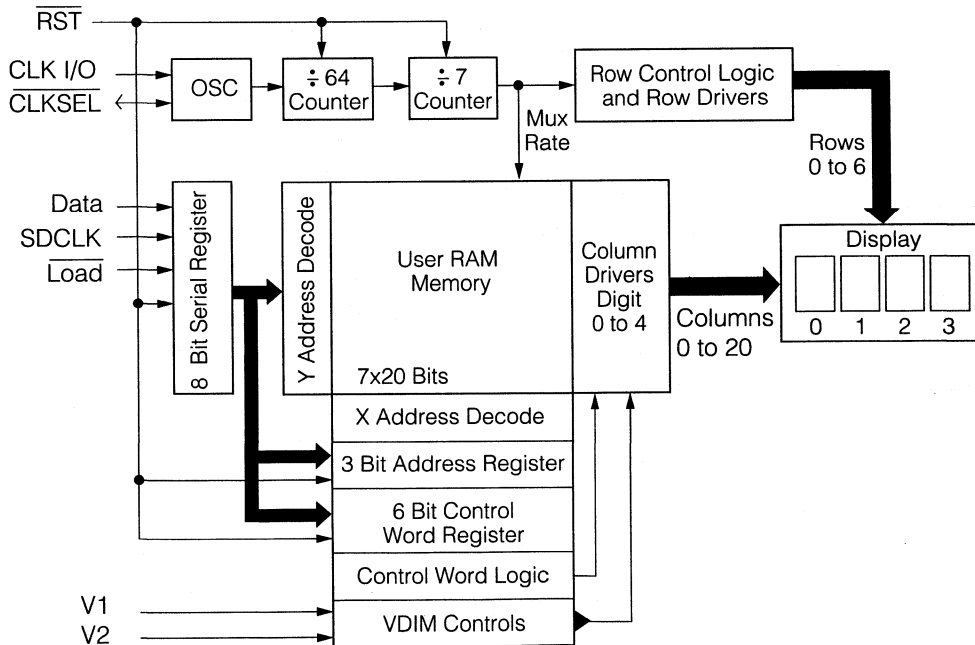 RST
CLK I/O
CLKSEL
OSC
÷ 64
Counter
÷ 7
Counter
Row Control Logic
and Row Drivers
Mux
Rate
Rows
0 to 6
Data
SDCLK
Load
8 Bit Serial Register
Y Address Decode
User RAM
Memory
7x20 Bits
Column
Drivers
Digit
0 to 4
Columns
0 to 20
Display
0 1 2 3
X Address Decode
3 Bit Address Register
6 Bit Control
Word Register
Control Word Logic
V1
V2
VDIM Controls